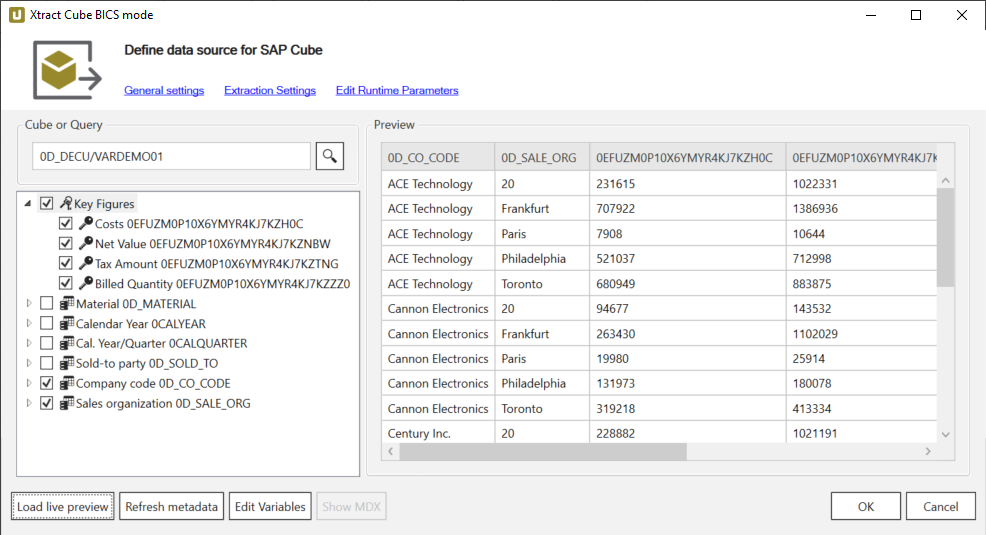 Xtract Cube BICS mode
Define data source for SAP Cube
General settings Extraction Settings Edit Runtime Parameters
Cube or Query
0D_DECU/VARDEMO01
Key Figures
Costs 0EFUZM0P10X6YMYR4KJ7KZH0C
Net Value 0EFUZM0P10X6YMYR4KJ7KZNBW
Tax Amount 0EFUZM0P10X6YMYR4KJ7KZTNG
Billed Quantity 0EFUZM0P10X6YMYR4KJ7KZZZ0
Material 0D_MATERIAL
Calendar Year 0CALYEAR
Cal. Year/Quarter 0CALQUARTER
Sold-to party 0D_SOLD_TO
Company code 0D_CO_CODE
Sales organization 0D_SALE_ORG
Preview
0D_CO_CODE 0D_SALE_ORG 0EFUZM0P10X6YMYR4KJ7KZH0C 0EFUZM0P10X6YMYR4KJ7K
ACE Technology 20 231615 1022331
ACE Technology Frankfurt 707922 1386936
ACE Technology Paris 7908 10644
ACE Technology Philadelphia 521037 712998
ACE Technology Toronto 680949 883875
Cannon Electronics 20 94677 143532
Cannon Electronics Frankfurt 263430 1102029
Cannon Electronics Paris 19980 25914
Cannon Electronics Philadelphia 131973 180078
Cannon Electronics Toronto 319218 413334
Century Inc. 20 228882 1021191
Load live preview Refresh metadata Edit Variables Show MDX OK Cancel